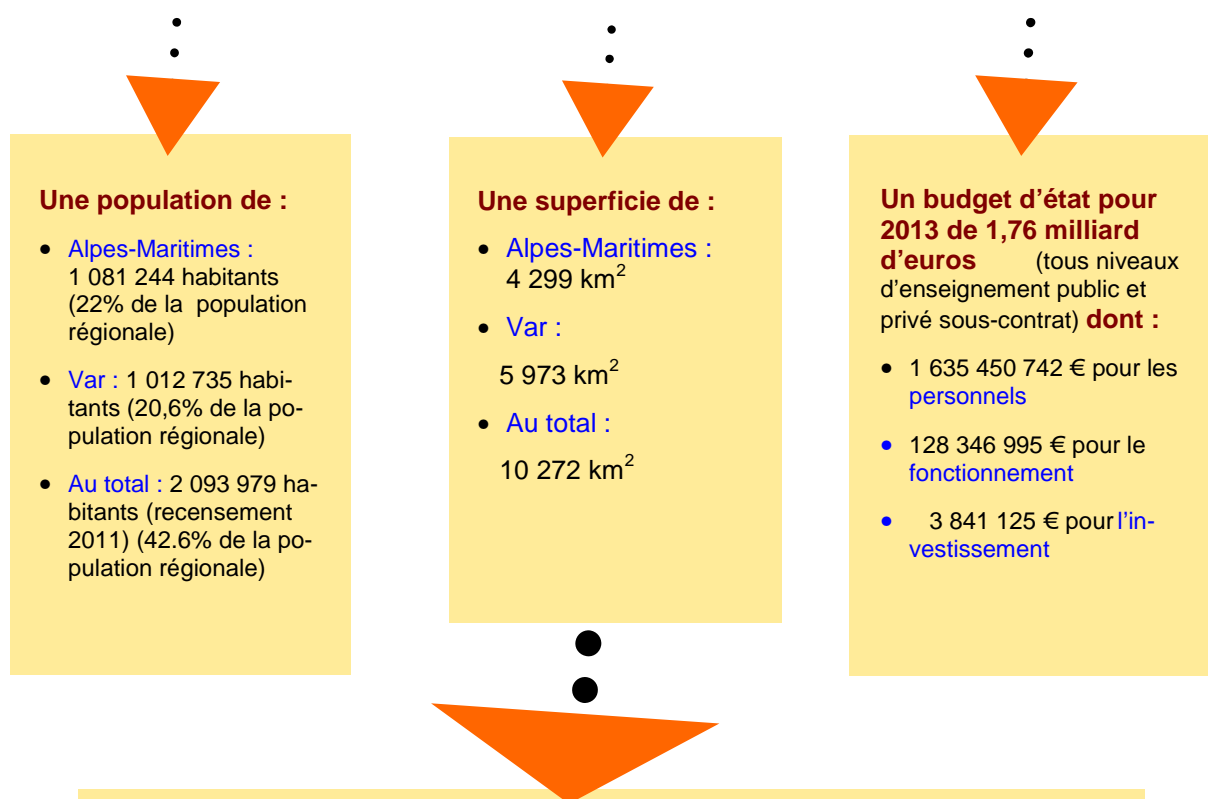 Une population de :
• Alpes-Maritimes :
1 081 244 habitants
(22% de la population
régionale)
• Var : 1 012 735 habi-
tants (20,6% de la po-
pulation régionale)
• Au total : 2 093 979 ha-
bitants (recensement
2011) (42.6% de la po-
pulation régionale)
Une superficie de :
• Alpes-Maritimes :
4 299 km²
• Var :
5 973 km²
• Au total :
10 272 km²
Un budget d’état pour
2013 de 1,76 milliard
d’euros (tous niveaux
d’enseignement public et
privé sous-contrat) dont :
• 1 635 450 742 € pour les
personnels
• 128 346 995 € pour le
fonctionnement
• 3 841 125 € pour l’in-
vestissement